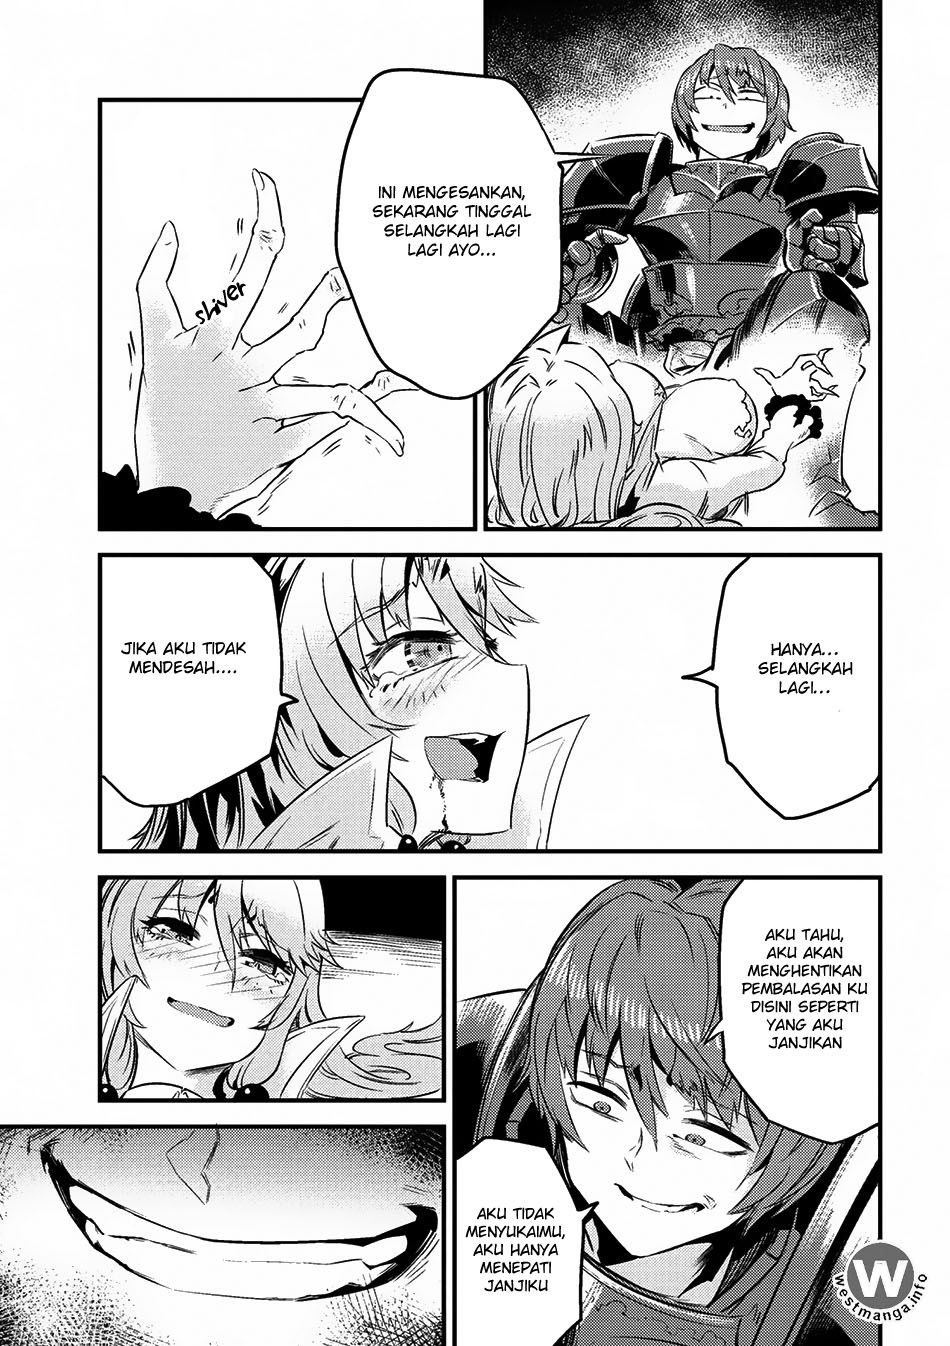 INI MENGESANKAN,
SEKARANG TINGGAL
SELANGKAH LAGI
LAGI AYO...
shiver
HANYA...
SELANGKAH
LAGI...
JIKA AKU TIDAK
MENDESAH....
AKU TAHU,
AKU AKAN
MENGHENTIKAN
PEMBALASAN KU
DISINI SEPERTI
YANG AKU
JANJIKAN
AKU TIDAK
MENYUKAIMU,
AKU HANYA
MENEPATI
JANJIKU
W
westmanga.info